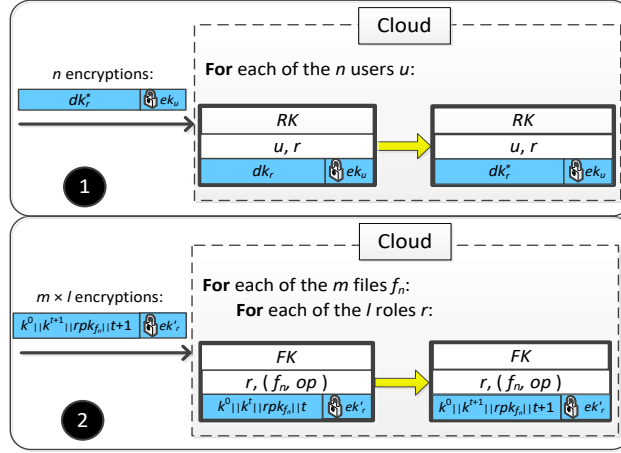 Cloud
n encryptions:
For each of the n users u:
dk*r eku
RK
u, r
dkr eku
RK
u, r
dk*r eku
1
Cloud
m × l encryptions:
For each of the m files fn:
For each of the l roles r:
k⁰||kᵗ⁺¹||rpkfn||t+1 ek'r
FK
r, ( fn, op )
k⁰||kᵗ||rpkfn||t ek'r
FK
r, ( fn, op )
k⁰||kᵗ⁺¹||rpkfn||t+1 ek'r
2